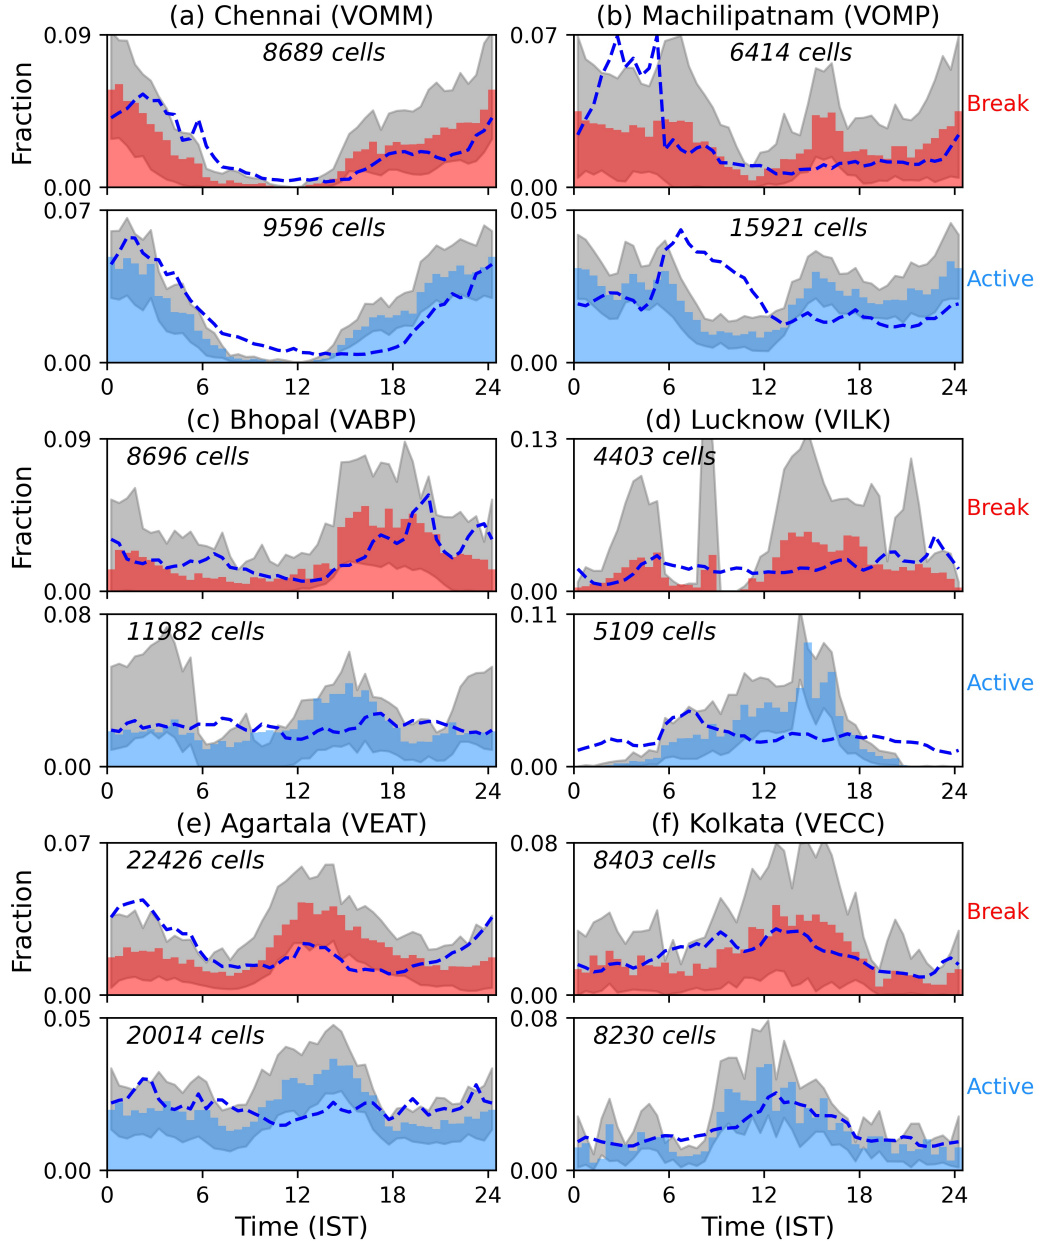 (a) Chennai (VOMM)
(b) Machilipatnam (VOMP)
0.09
8689 cells
0.07
6414 cells
Fraction
Break
0.00
0.00
0.07
9596 cells
0.05
15921 cells
Active
0.00
0.00
0 6 12 18 24
0 6 12 18 24
(c) Bhopal (VABP)
(d) Lucknow (VILK)
0.09
8696 cells
0.13
4403 cells
Fraction
Break
0.00
0.00
0.08
11982 cells
0.11
5109 cells
Active
0.00
0.00
0 6 12 18 24
0 6 12 18 24
(e) Agartala (VEAT)
(f) Kolkata (VECC)
0.07
22426 cells
0.08
8403 cells
Fraction
Break
0.00
0.00
0.05
20014 cells
0.08
8230 cells
Active
0.00
0.00
0 6 12 18 24
0 6 12 18 24
Time (IST)
Time (IST)